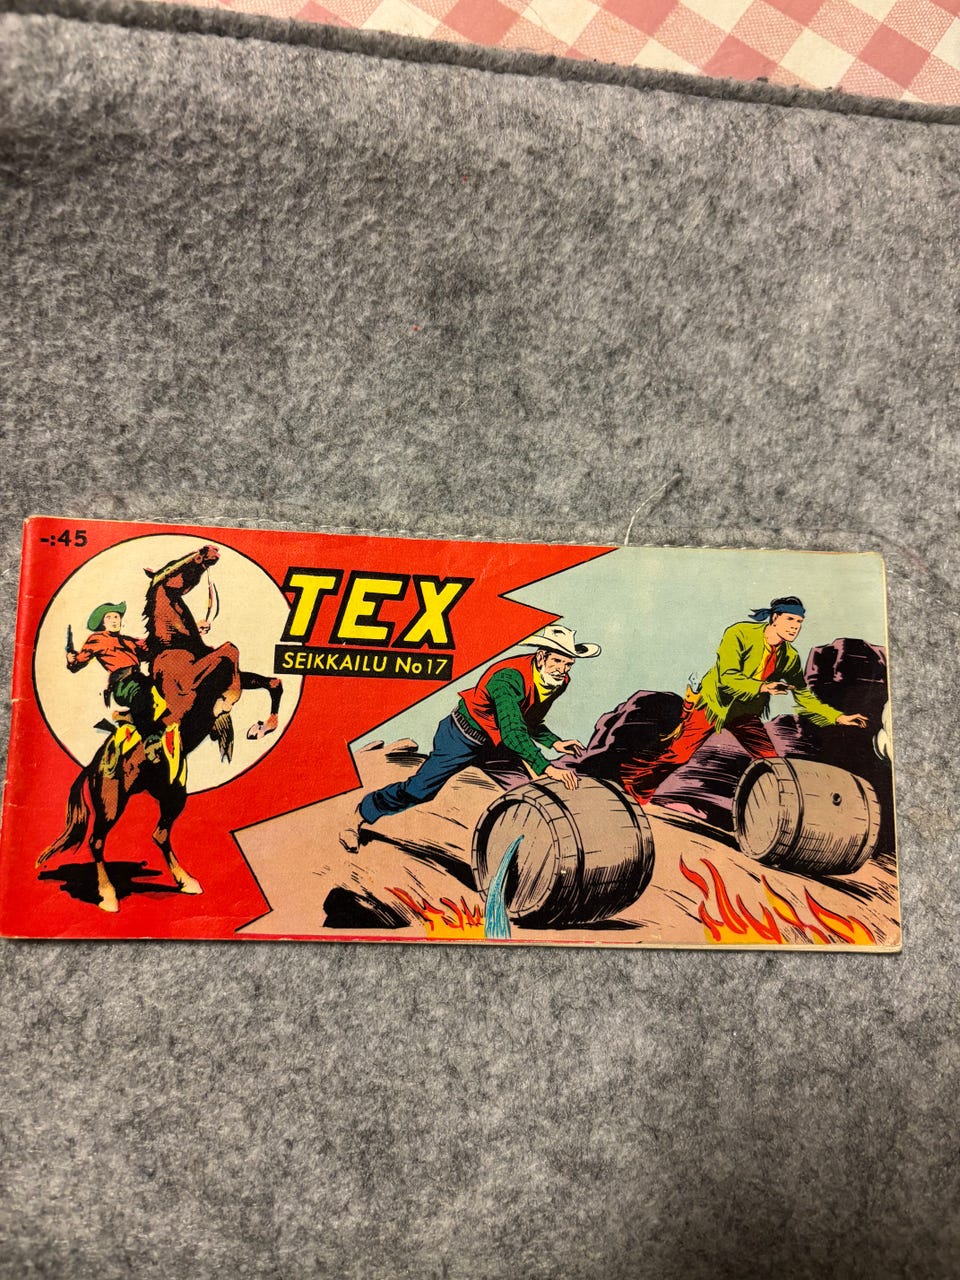 -:45
TEX
SEIKKAILU No 17